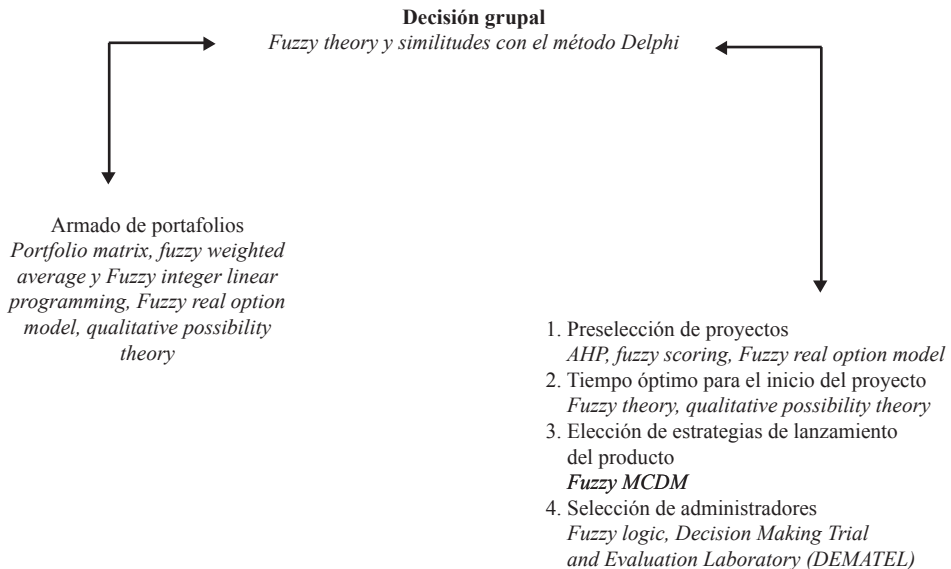 Decisión grupal
Fuzzy theory y similitudes con el método Delphi
Armado de portafolios
Portfolio matrix, fuzzy weighted
average y Fuzzy integer linear
programming, Fuzzy real option
model, qualitative possibility
theory
1. Preselección de proyectos
AHP, fuzzy scoring, Fuzzy real option model
2. Tiempo óptimo para el inicio del proyecto
Fuzzy theory, qualitative possibility theory
3. Elección de estrategias de lanzamiento
del producto
Fuzzy MCDM
4. Selección de administradores
Fuzzy logic, Decision Making Trial
and Evaluation Laboratory (DEMATEL)